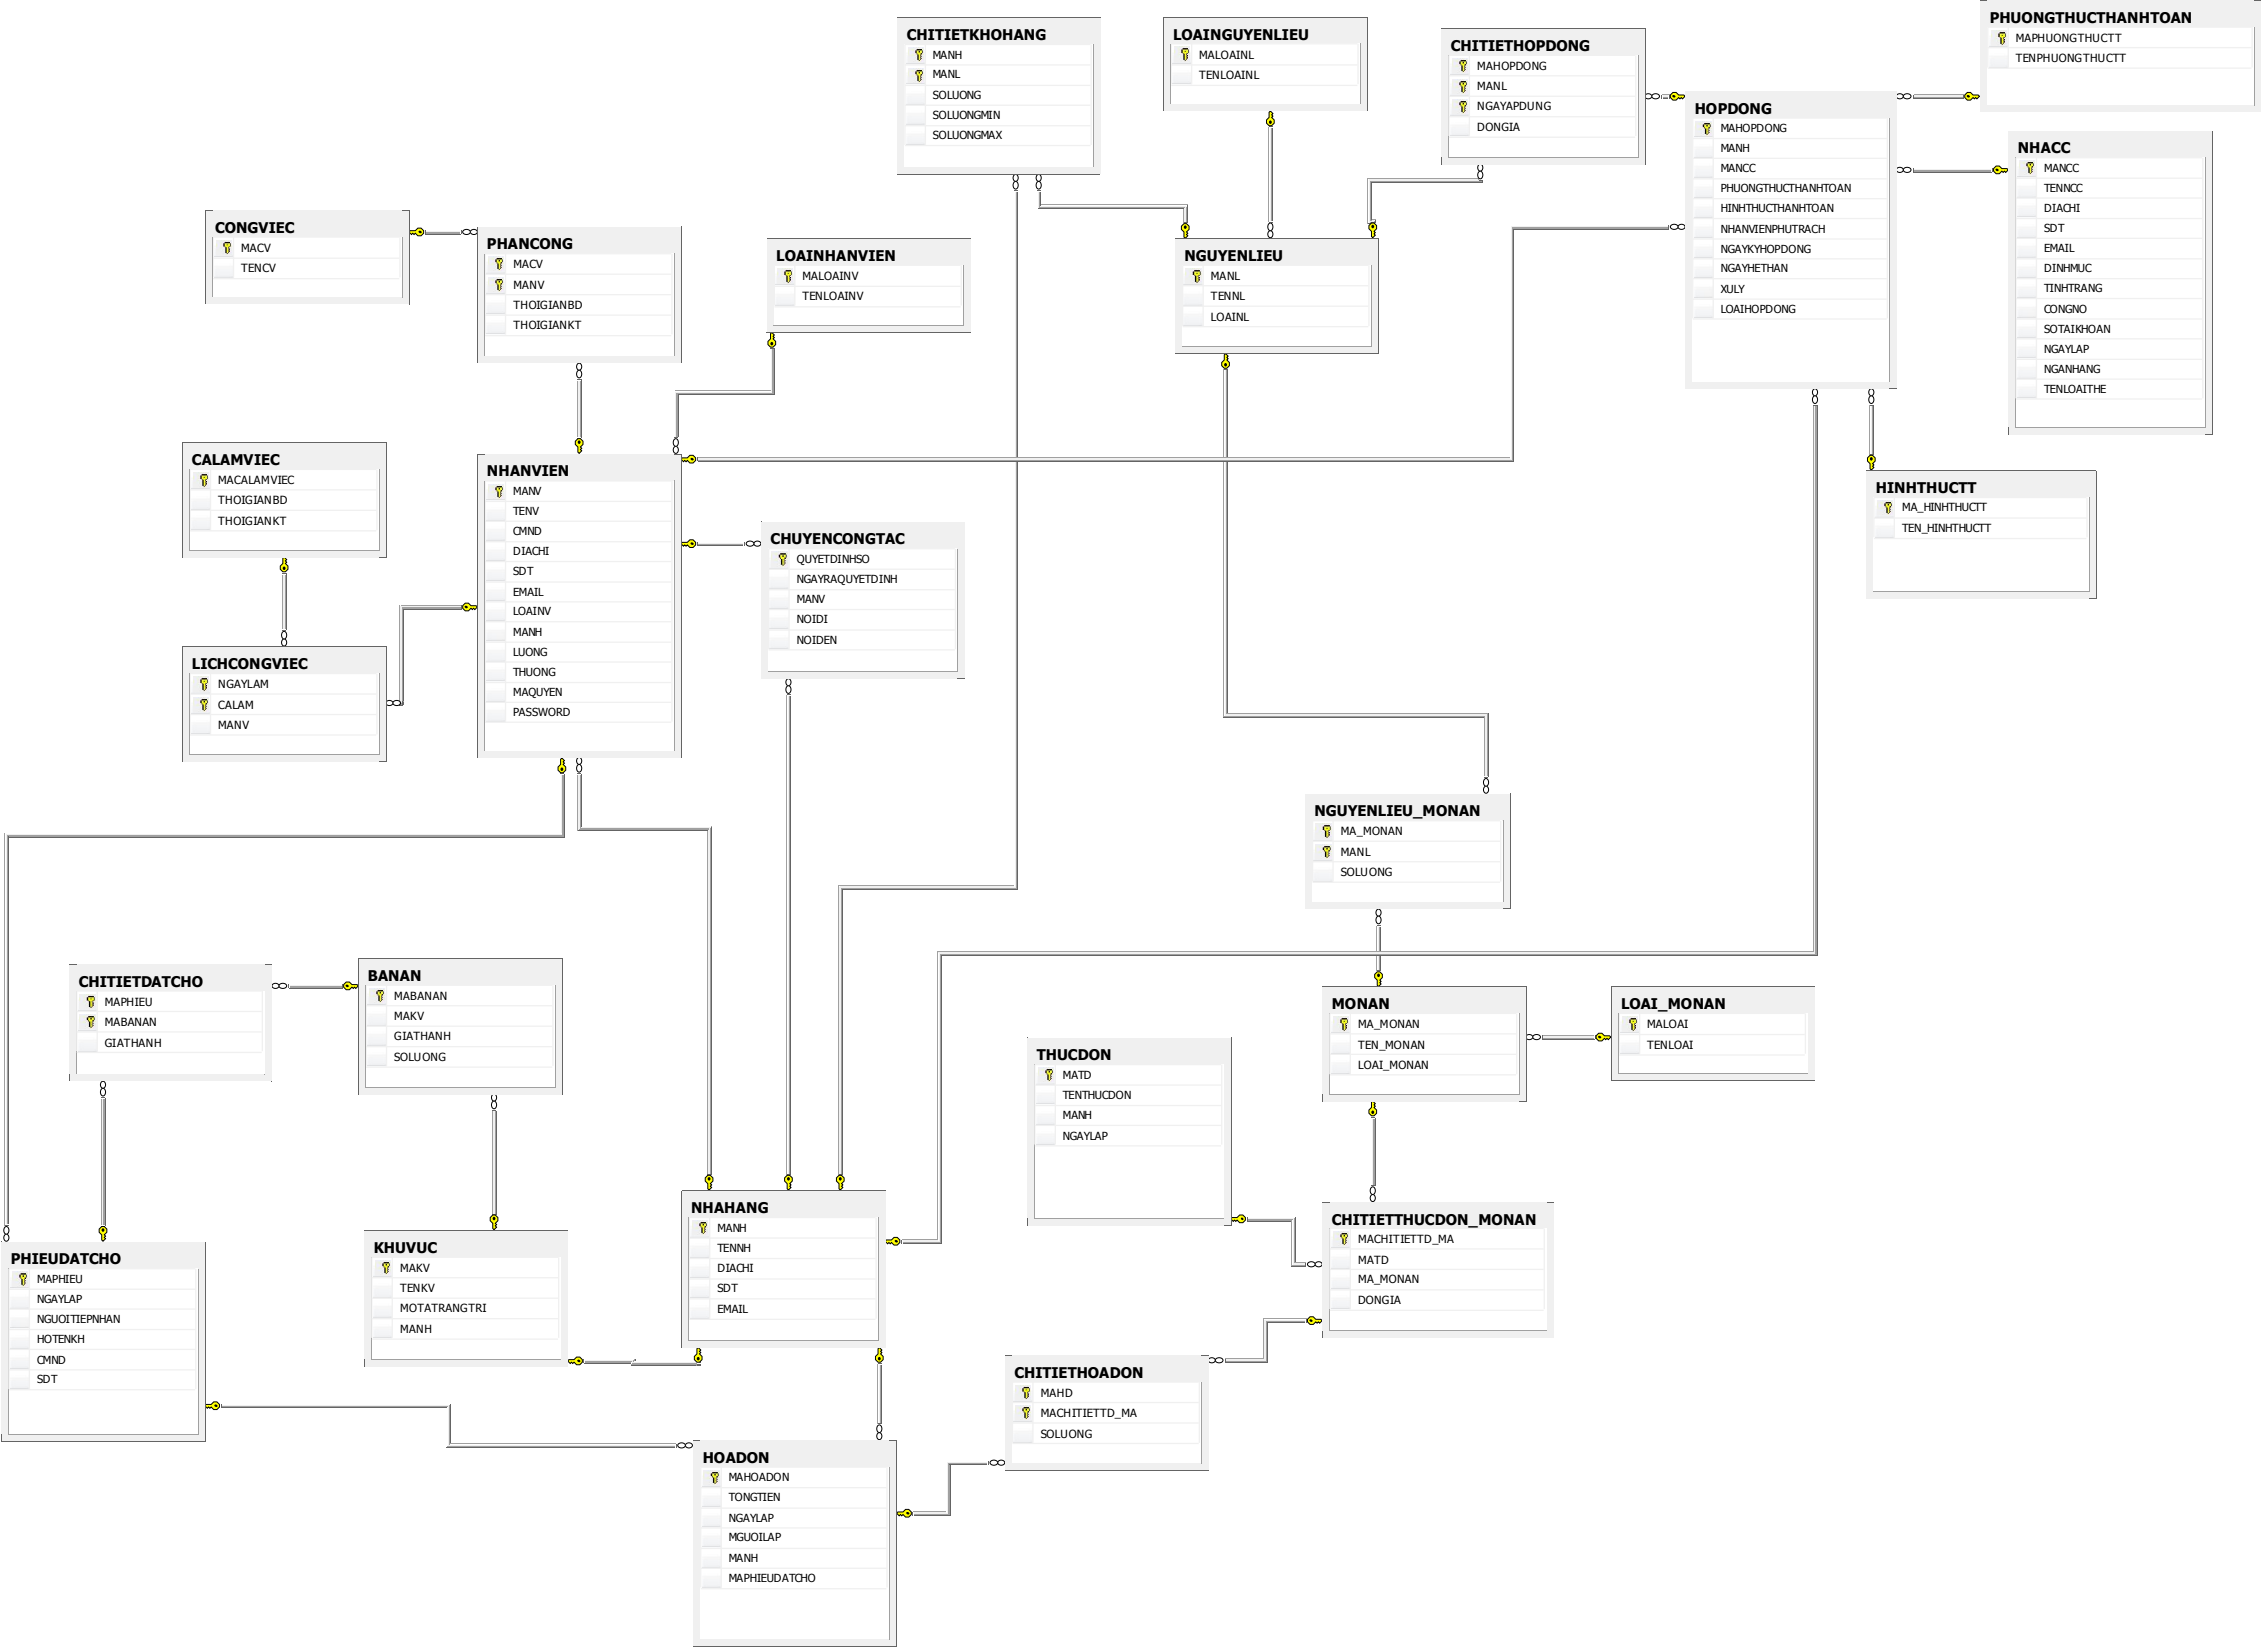 PHUONGTHUCTHANHTOAN
MAPHUONGTHUCTT
TENPHUONGTHUCTT
CHITIETKHOHANG
MANH
MANL
SOLUONG
SOLUONGMIN
SOLUONGMAX
LOAINGUYENLIEU
MALOAINL
TENLOAINL
CHITIETHOPDONG
MAHOPDONG
MANL
NGAYAPDUNG
DONGIA
HOPDONG
MAHOPDONG
MANH
MANCC
PHUONGTHUCTHANHTOAN
HINHTHUCTHANHTOAN
NHANVIENPHUTRACH
NGAYKYHOPDONG
NGAYHETHAN
XULY
LOAIHOPDONG
NHACC
MANCC
TENNCC
DIACHI
SDT
EMAIL
DINHMUC
TINHTRANG
CONGNO
SOTAIKHOAN
NGAYLAP
NGANHANG
TENLOAITHE
CONGVIEC
MACV
TENCV
PHANCONG
MACV
MANV
THOIGIANBD
THOIGIANKT
LOAINHANVIEN
MALOAINV
TENLOAINV
NGUYENLIEU
MANL
TENNL
LOAINL
CALAMVIEC
MACALAMVIEC
THOIGIANBD
THOIGIANKT
NHANVIEN
MANV
TENV
CMND
DIACHI
SDT
EMAIL
LOAINV
MANH
LUONG
THUONG
MAQUYEN
PASSWORD
CHUYENCONGTAC
QUYETDINHSO
NGAYRAQUYETDINH
MANV
NOIDI
NOIDEN
HINHTHUCTT
MA_HINHTHUCTT
TEN_HINHTHUCTT
LICHCONGVIEC
NGAYLAM
CALAM
MANV
NGUYENLIEU_MONAN
MA_MONAN
MANL
SOLUONG
CHITIETDATCHO
MAPHIEU
MABANAN
GIATHANH
BANAN
MABANAN
MAKV
GIATHANH
SOLUONG
MONAN
MA_MONAN
TEN_MONAN
LOAI_MONAN
LOAI_MONAN
MALOAI
TENLOAI
THUCDON
MATD
TENTHUCDON
MANH
NGAYLAP
NHAHANG
MANH
TENNH
DIACHI
SDT
EMAIL
CHITIETTHUCDON_MONAN
MACHITIETTD_MA
MATD
MA_MONAN
DONGIA
PHIEUDATCHO
MAPHIEU
NGAYLAP
NGUOITIEPNHAN
HOTENKH
CMND
SDT
KHUVUC
MAKV
TENKV
MOTATRANGTRI
MANH
CHITIETHOADON
MAHD
MACHITIETTD_MA
SOLUONG
HOADON
MAHOADON
TONGTIEN
NGAYLAP
MGUOILAP
MANH
MAPHIEUDATCHO